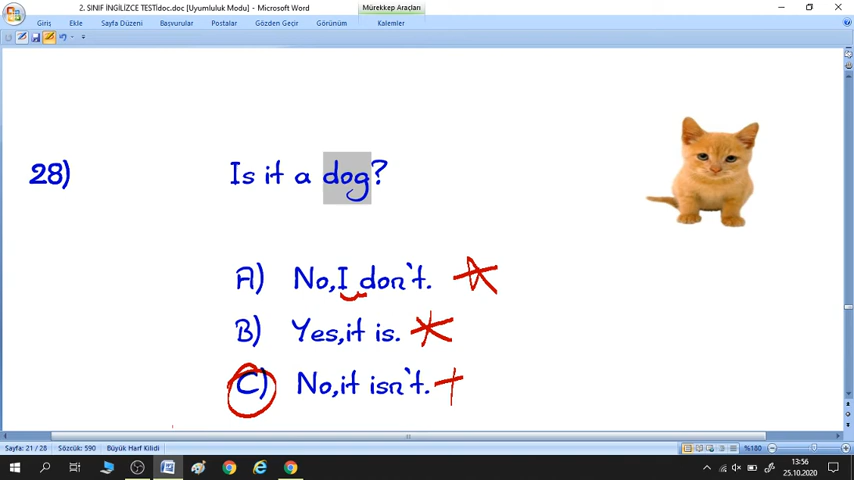 2. SINIF İNGİLİZCE TESTİdoc.doc [Uyumluluk Modu] - Microsoft Word
Mürekkep Araçları
Giriş Ekle Sayfa Düzeni Başvurular Postalar Gözden Geçir Görünüm Kalemler
28) Is it a dog?
A) No,I don't.
B) Yes,it is.
C) No,it isn't.
Sayfa: 21 / 28 Sözcük: 590 Büyük Harf Kilidi %180
13:56
25.10.2020